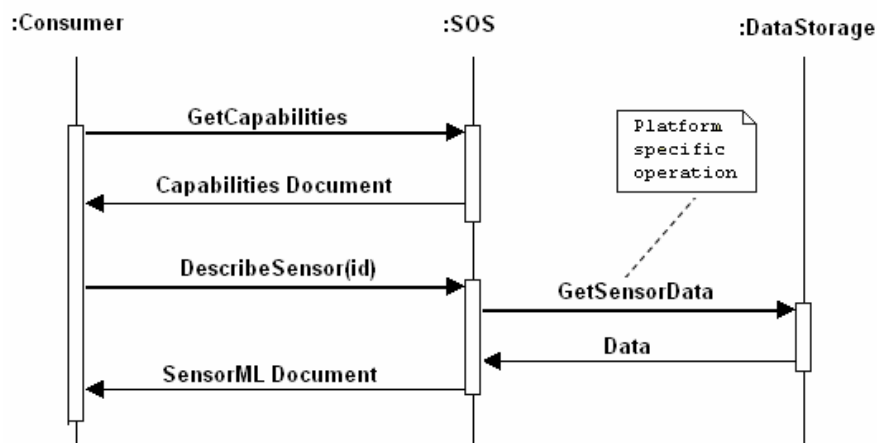 :Consumer
:SOS
:DataStorage
GetCapabilities
Platform
specific
operation
Capabilities Document
DescribeSensor(id)
GetSensorData
Data
SensorML Document